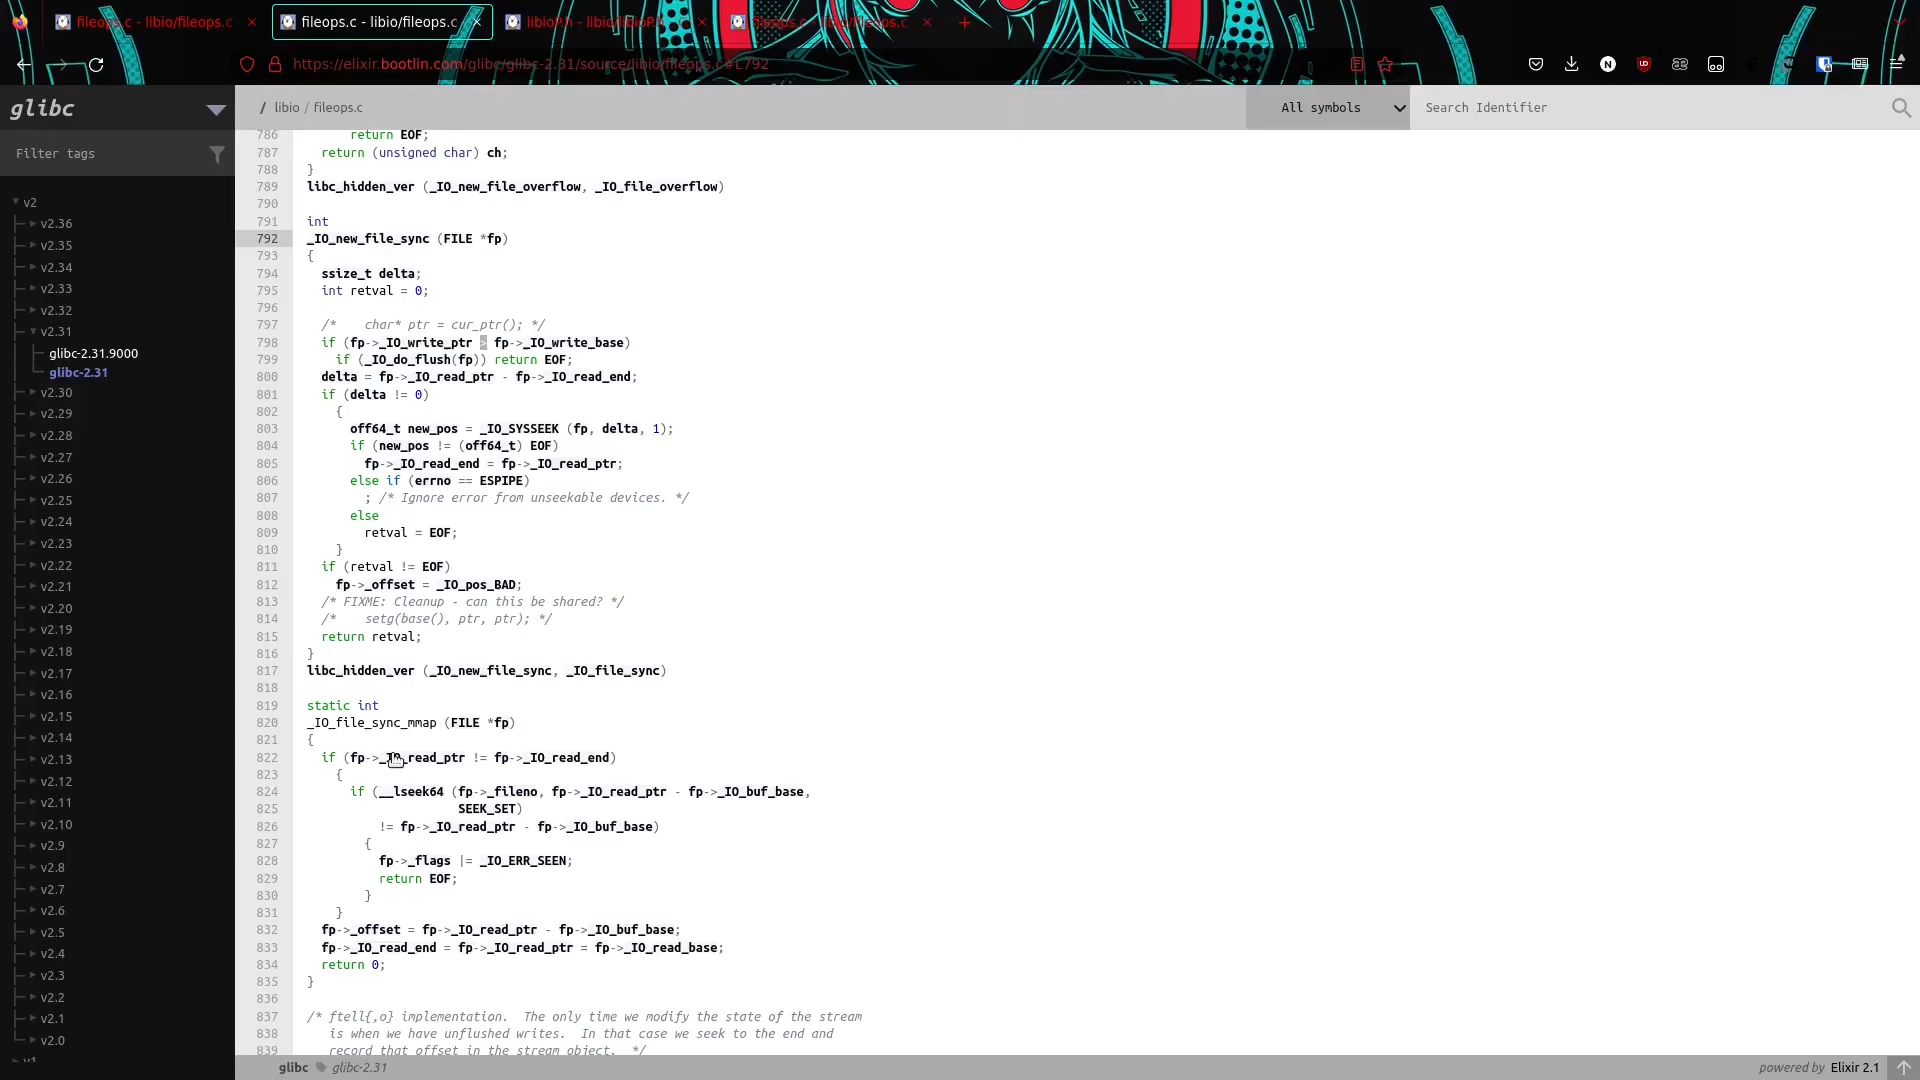 fileops.c - libio/fileops.c ×
fileops.c - libio/fileops.c - ×
libioP.h - libio/libioP.h ×
fileops.c - libio/fileops.c ×
+
https://elixir.bootlin.com/glibc/glibc-2.31/source/libio/fileops.c#L792
glibc
/ libio / fileops.c
All symbols
Search Identifier
Filter tags
v2
v2.36
v2.35
v2.34
v2.33
v2.32
v2.31
glibc-2.31.9000
glibc-2.31
v2.30
v2.29
v2.28
v2.27
v2.26
v2.25
v2.24
v2.23
v2.22
v2.21
v2.20
v2.19
v2.18
v2.17
v2.16
v2.15
v2.14
v2.13
v2.12
v2.11
v2.10
v2.9
v2.8
v2.7
v2.6
v2.5
v2.4
v2.3
v2.2
v2.1
v2.0
v1
786 return EOF;
787 return (unsigned char) ch;
788 }
789 libc_hidden_ver (_IO_new_file_overflow, _IO_file_overflow)
790
791 int
792 _IO_new_file_sync (FILE *fp)
793 {
794 ssize_t delta;
795 int retval = 0;
796
797 /* char* ptr = cur_ptr(); */
798 if (fp->_IO_write_ptr > fp->_IO_write_base)
799 if (_IO_do_flush(fp)) return EOF;
800 delta = fp->_IO_read_ptr - fp->_IO_read_end;
801 if (delta != 0)
802 {
803 off64_t new_pos = _IO_SYSSEEK (fp, delta, 1);
804 if (new_pos != (off64_t) EOF)
805 fp->_IO_read_end = fp->_IO_read_ptr;
806 else if (errno == ESPIPE)
807 ; /* Ignore error from unseekable devices. */
808 else
809 retval = EOF;
810 }
811 if (retval != EOF)
812 fp->_offset = _IO_pos_BAD;
813 /* FIXME: Cleanup - can this be shared? */
814 /* setg(base(), ptr, ptr); */
815 return retval;
816 }
817 libc_hidden_ver (_IO_new_file_sync, _IO_file_sync)
818
819 static int
820 _IO_file_sync_mmap (FILE *fp)
821 {
822 if (fp->_IO_read_ptr != fp->_IO_read_end)
823 {
824 if (__lseek64 (fp->_fileno, fp->_IO_read_ptr - fp->_IO_buf_base,
825 SEEK_SET)
826 != fp->_IO_read_ptr - fp->_IO_buf_base)
827 {
828 fp->_flags |= _IO_ERR_SEEN;
829 return EOF;
830 }
831 }
832 fp->_offset = fp->_IO_read_ptr - fp->_IO_buf_base;
833 fp->_IO_read_end = fp->_IO_read_ptr = fp->_IO_read_base;
834 return 0;
835 }
836
837 /* ftell{,o} implementation. The only time we modify the state of the stream
838 is when we have unflushed writes. In that case we seek to the end and
839 record that offset in the stream object. */
glibc glibc-2.31
powered by Elixir 2.1